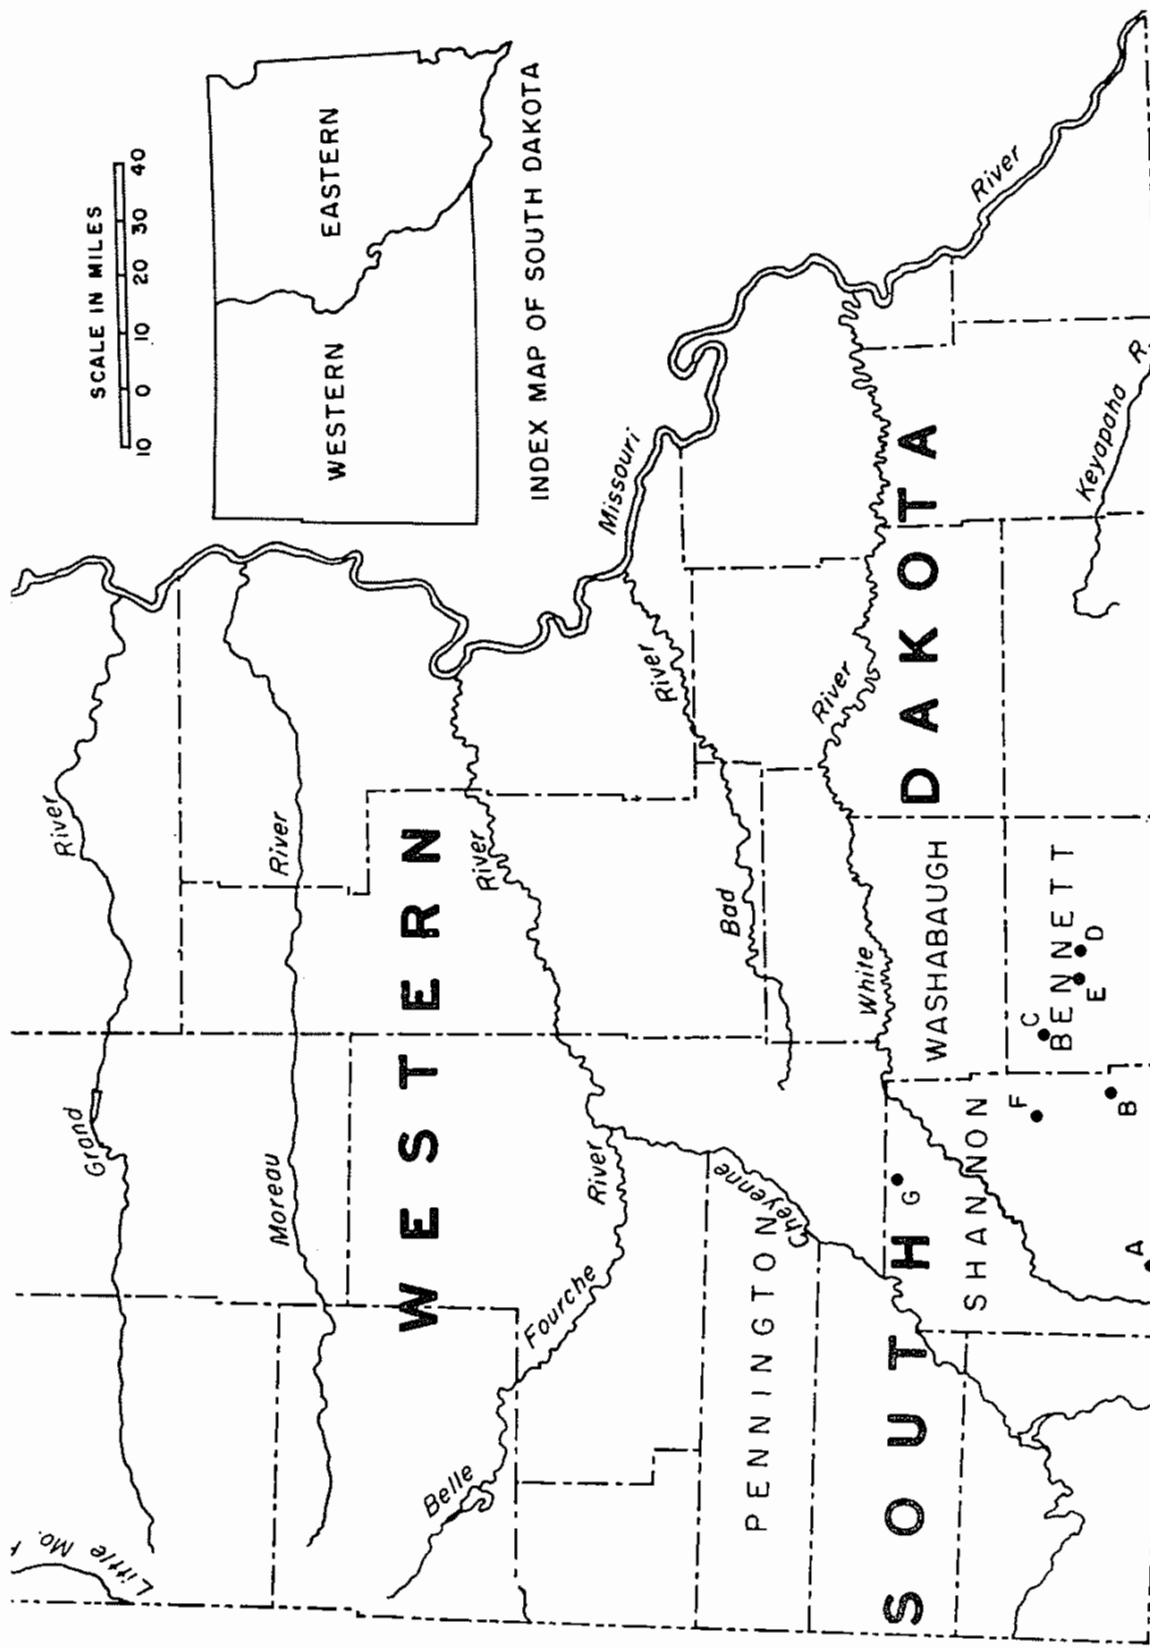 SCALE IN MILES
10 0 10 20 30 40
WESTERN
EASTERN
INDEX MAP OF SOUTH DAKOTA
Little Mo.
Grand
River
Moreau
River
WESTERN
Belle
Fourche
River
River
Missouri
River
Cheyenne
Bad
River
PENNINGTON
White
River
SOUTH DAKOTA
WASHABAUGH
SHANNON
BENNETT
Keyapaha R.
A
B
C
D
E
F
G